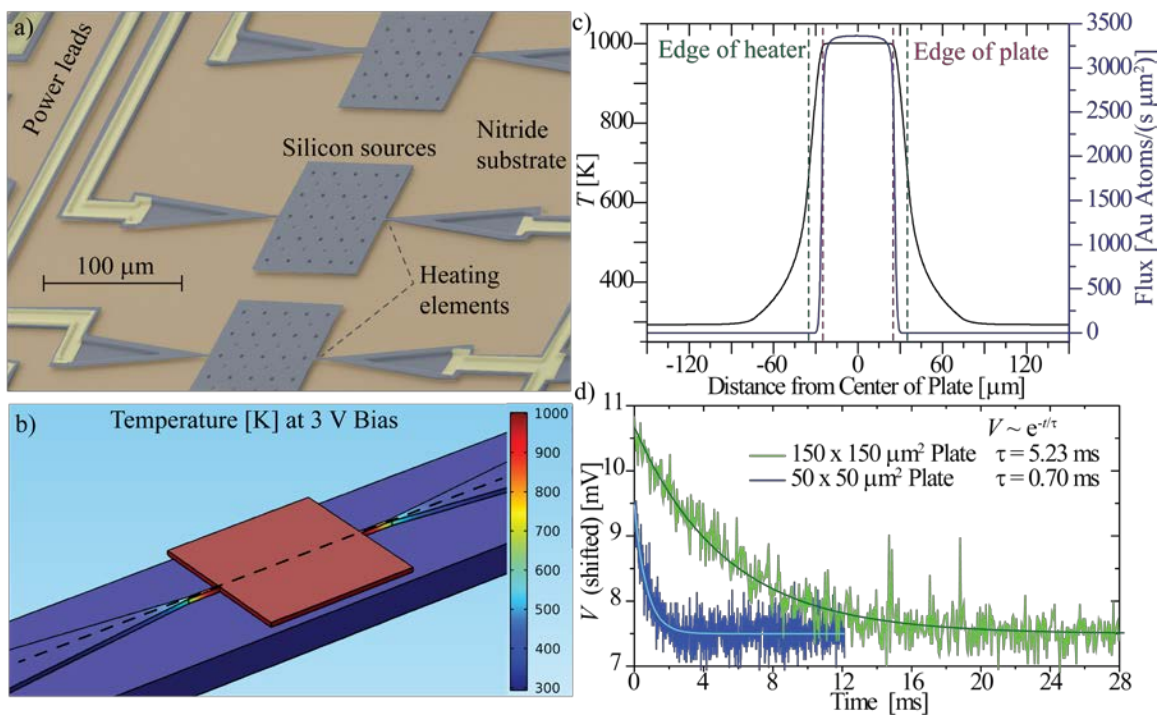 a)
Power leads
Silicon sources
Nitride
substrate
100 μm
Heating
elements
b)
Temperature [K] at 3 V Bias
1000
900
800
700
600
500
400
300
c)
Edge of heater
Edge of plate
T [K]
1000
800
600
400
Flux [Au Atoms/(s μm²)]
3500
3000
2500
2000
1500
1000
500
0
-120
-60
0
60
120
Distance from Center of Plate [μm]
d)
V ~ e^-t/τ
150 x 150 μm² Plate τ = 5.23 ms
50 x 50 μm² Plate τ = 0.70 ms
V (shifted) [mV]
11
10
9
8
7
0
4
8
12
16
20
24
28
Time [ms]